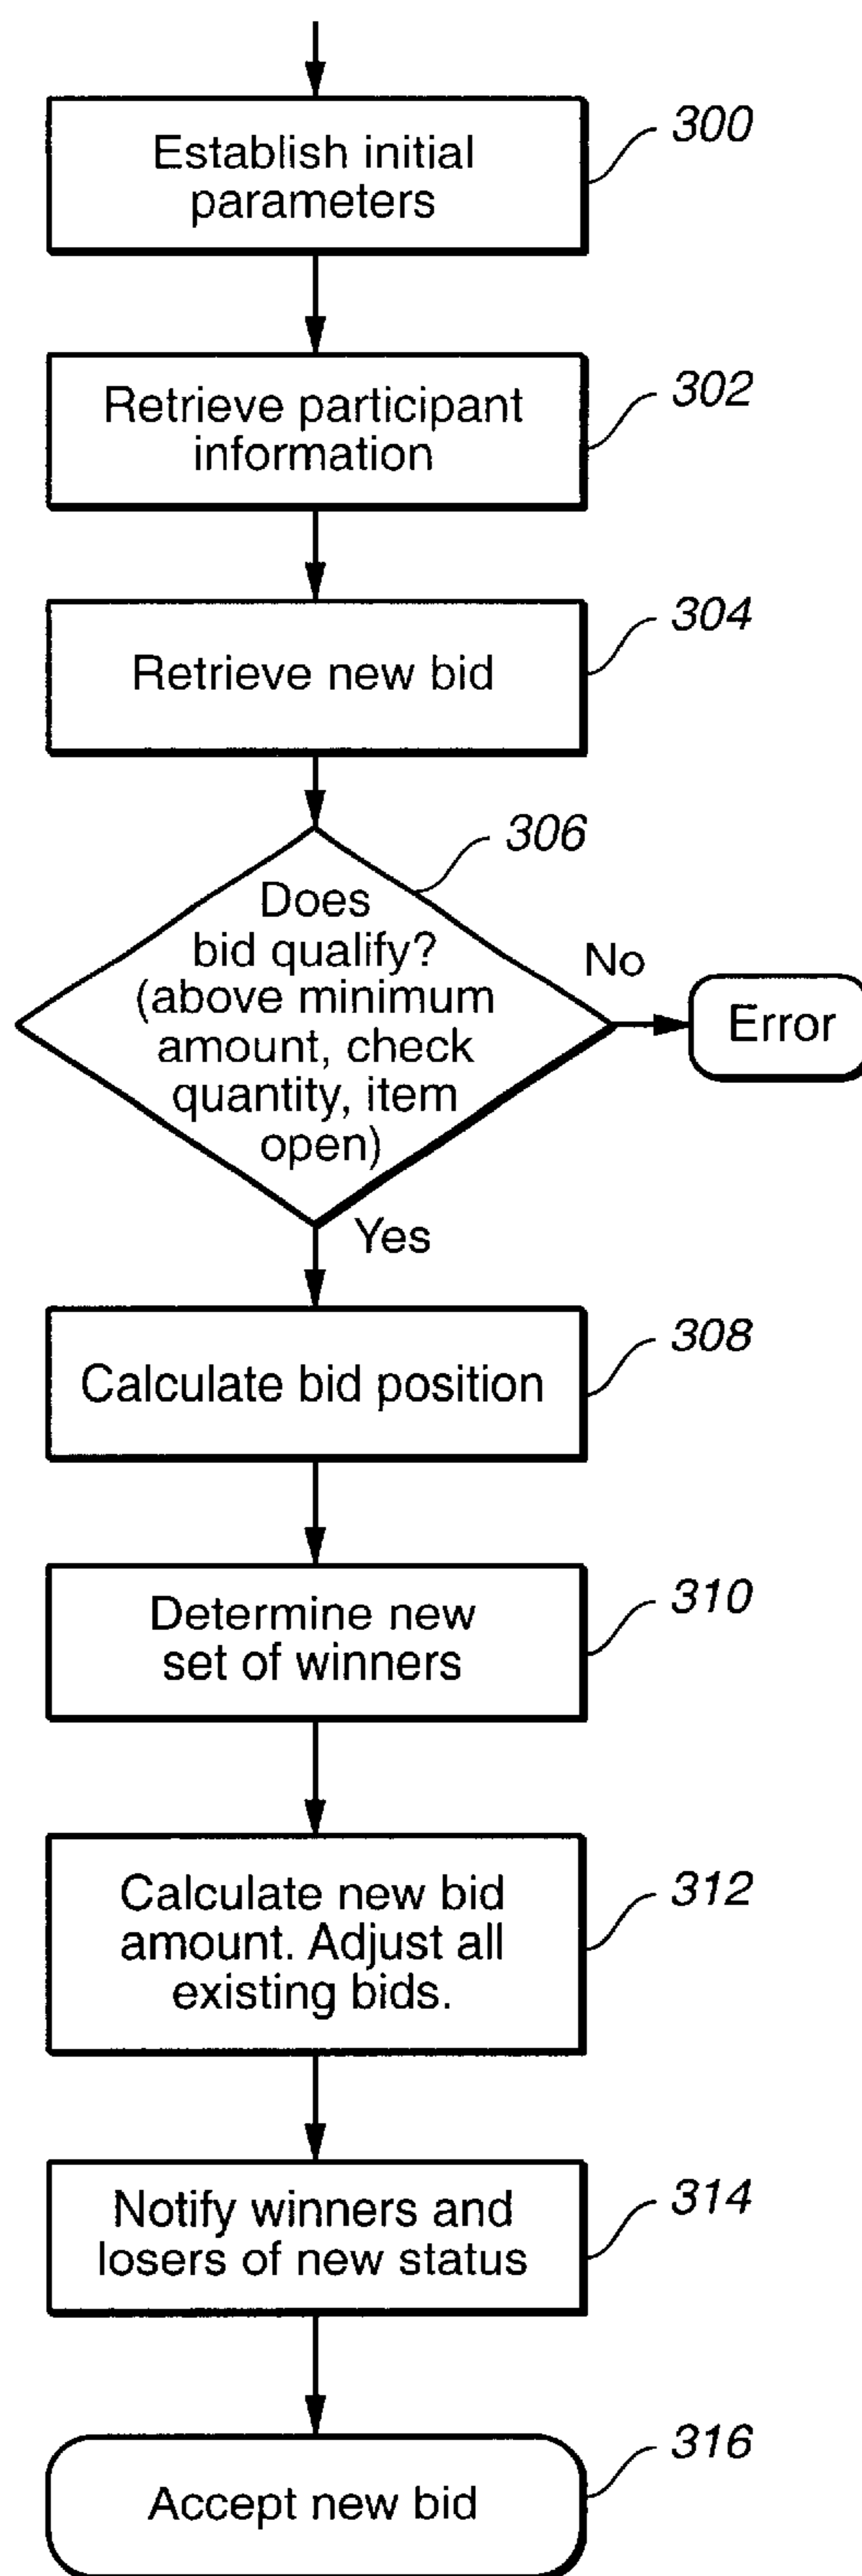 Establish initial
parameters
300
Retrieve participant
information
302
Retrieve new bid
304
306
Does
bid qualify?
(above minimum
amount, check
quantity, item
open)
No
Error
Yes
Calculate bid position
308
Determine new
set of winners
310
Calculate new bid
amount. Adjust all
existing bids.
312
Notify winners and
losers of new status
314
Accept new bid
316